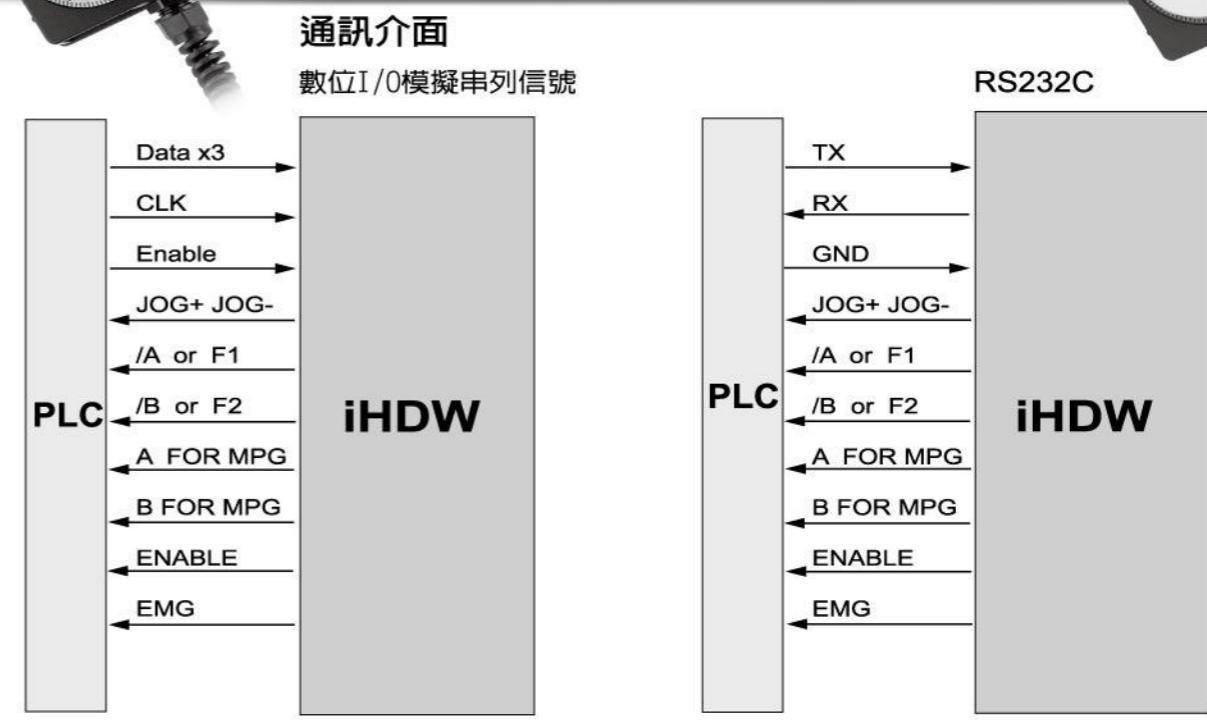 通訊介面
數位I/O模擬串列信號
Data x3
CLK
Enable
JOG+ JOG-
/A or F1
/B or F2
A FOR MPG
B FOR MPG
ENABLE
EMG
PLC
iHDW
RS232C
TX
RX
GND
JOG+ JOG-
/A or F1
/B or F2
A FOR MPG
B FOR MPG
ENABLE
EMG
PLC
iHDW